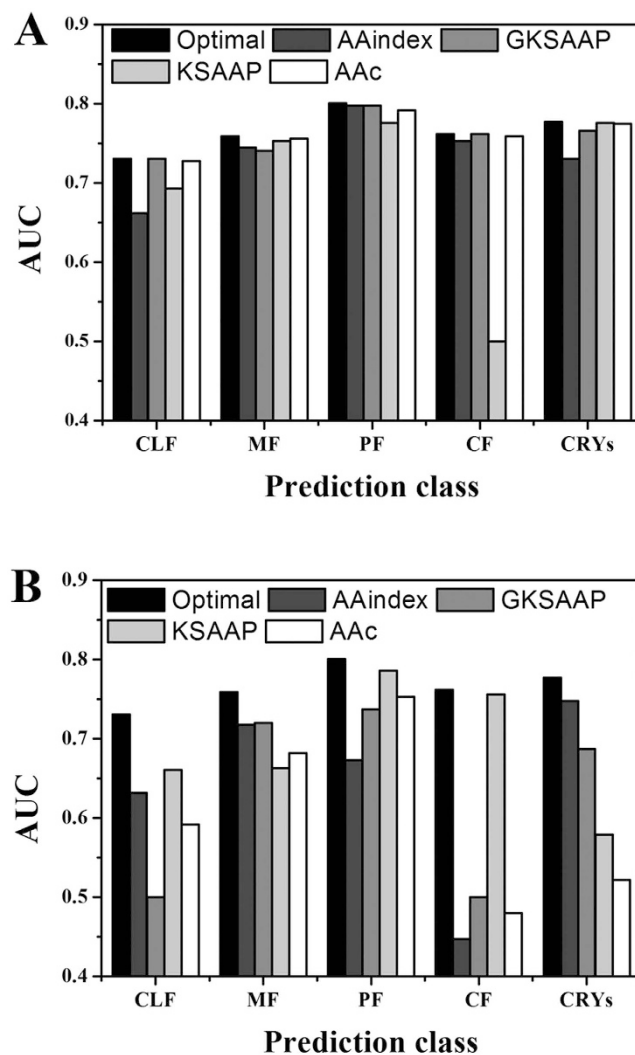 A
0.9
Optimal AAindex GKSAAP
KSAAP AAc
0.8
0.7
0.6
0.5
0.4
AUC
CLF MF PF CF CRYs
Prediction class
B
0.9
Optimal AAindex GKSAAP
KSAAP AAc
0.8
0.7
0.6
0.5
0.4
AUC
CLF MF PF CF CRYs
Prediction class